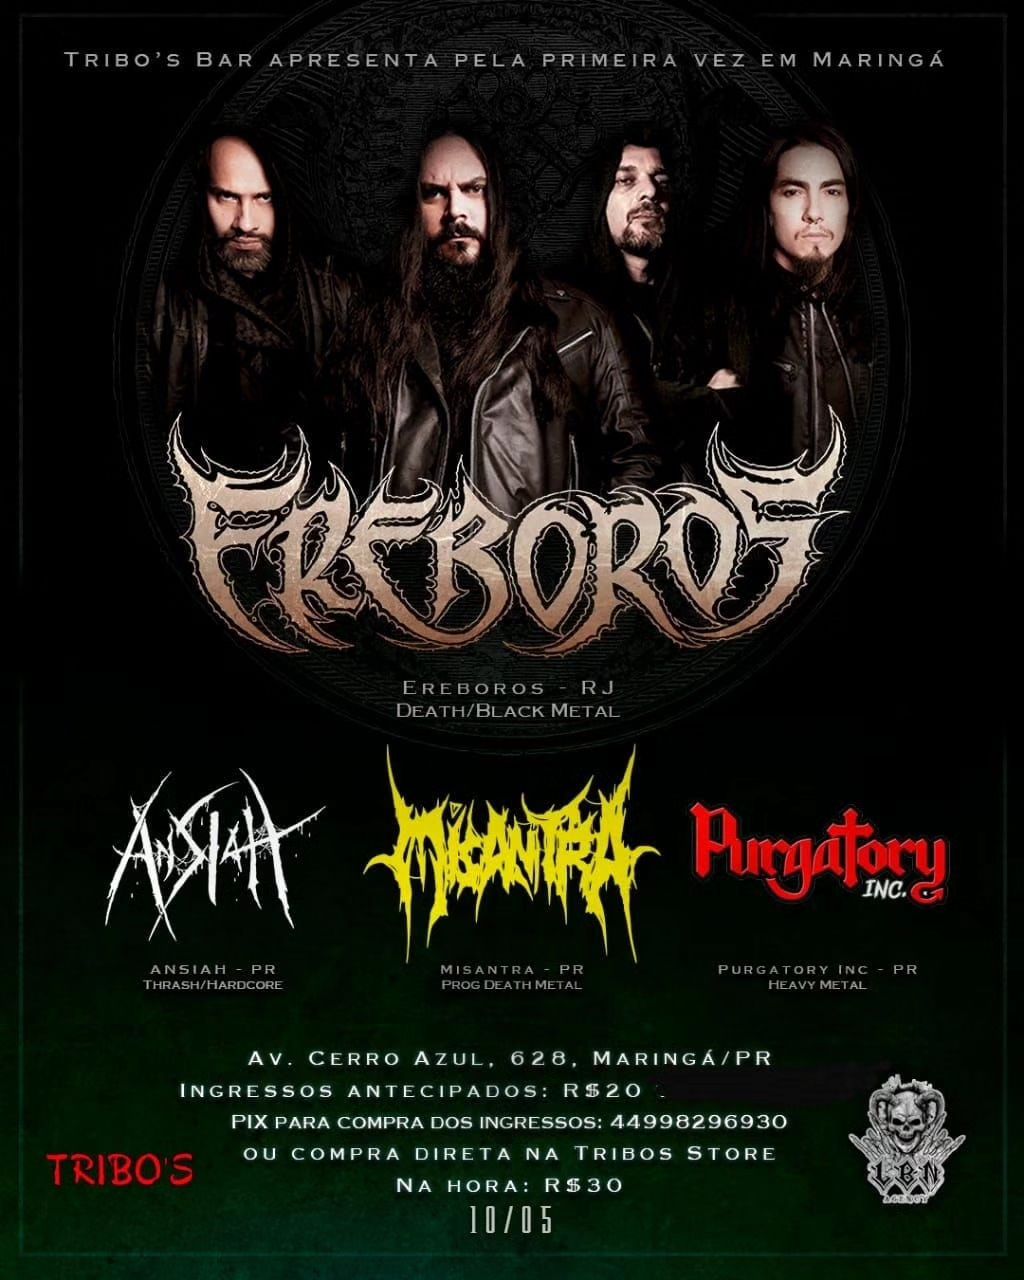 Tribo's Bar apresenta pela primeira vez em Maringá
EREBOROS
Ereboros - RJ
Death/Black Metal
ANSIAH
MISANTRA
Purgatory
INC.
ANSIAH - PR
Thrash/Hardcore
Misantra - PR
Prog Death Metal
Purgatory Inc - PR
Heavy Metal
Av. Cerro Azul, 628, Maringá/PR
Ingressos antecipados: R$20
PIX para compra dos ingressos: 44998296930
ou compra direta na Tribos Store
Na hora: R$30
10/05
TRIBO'S
LBN
AGENCY